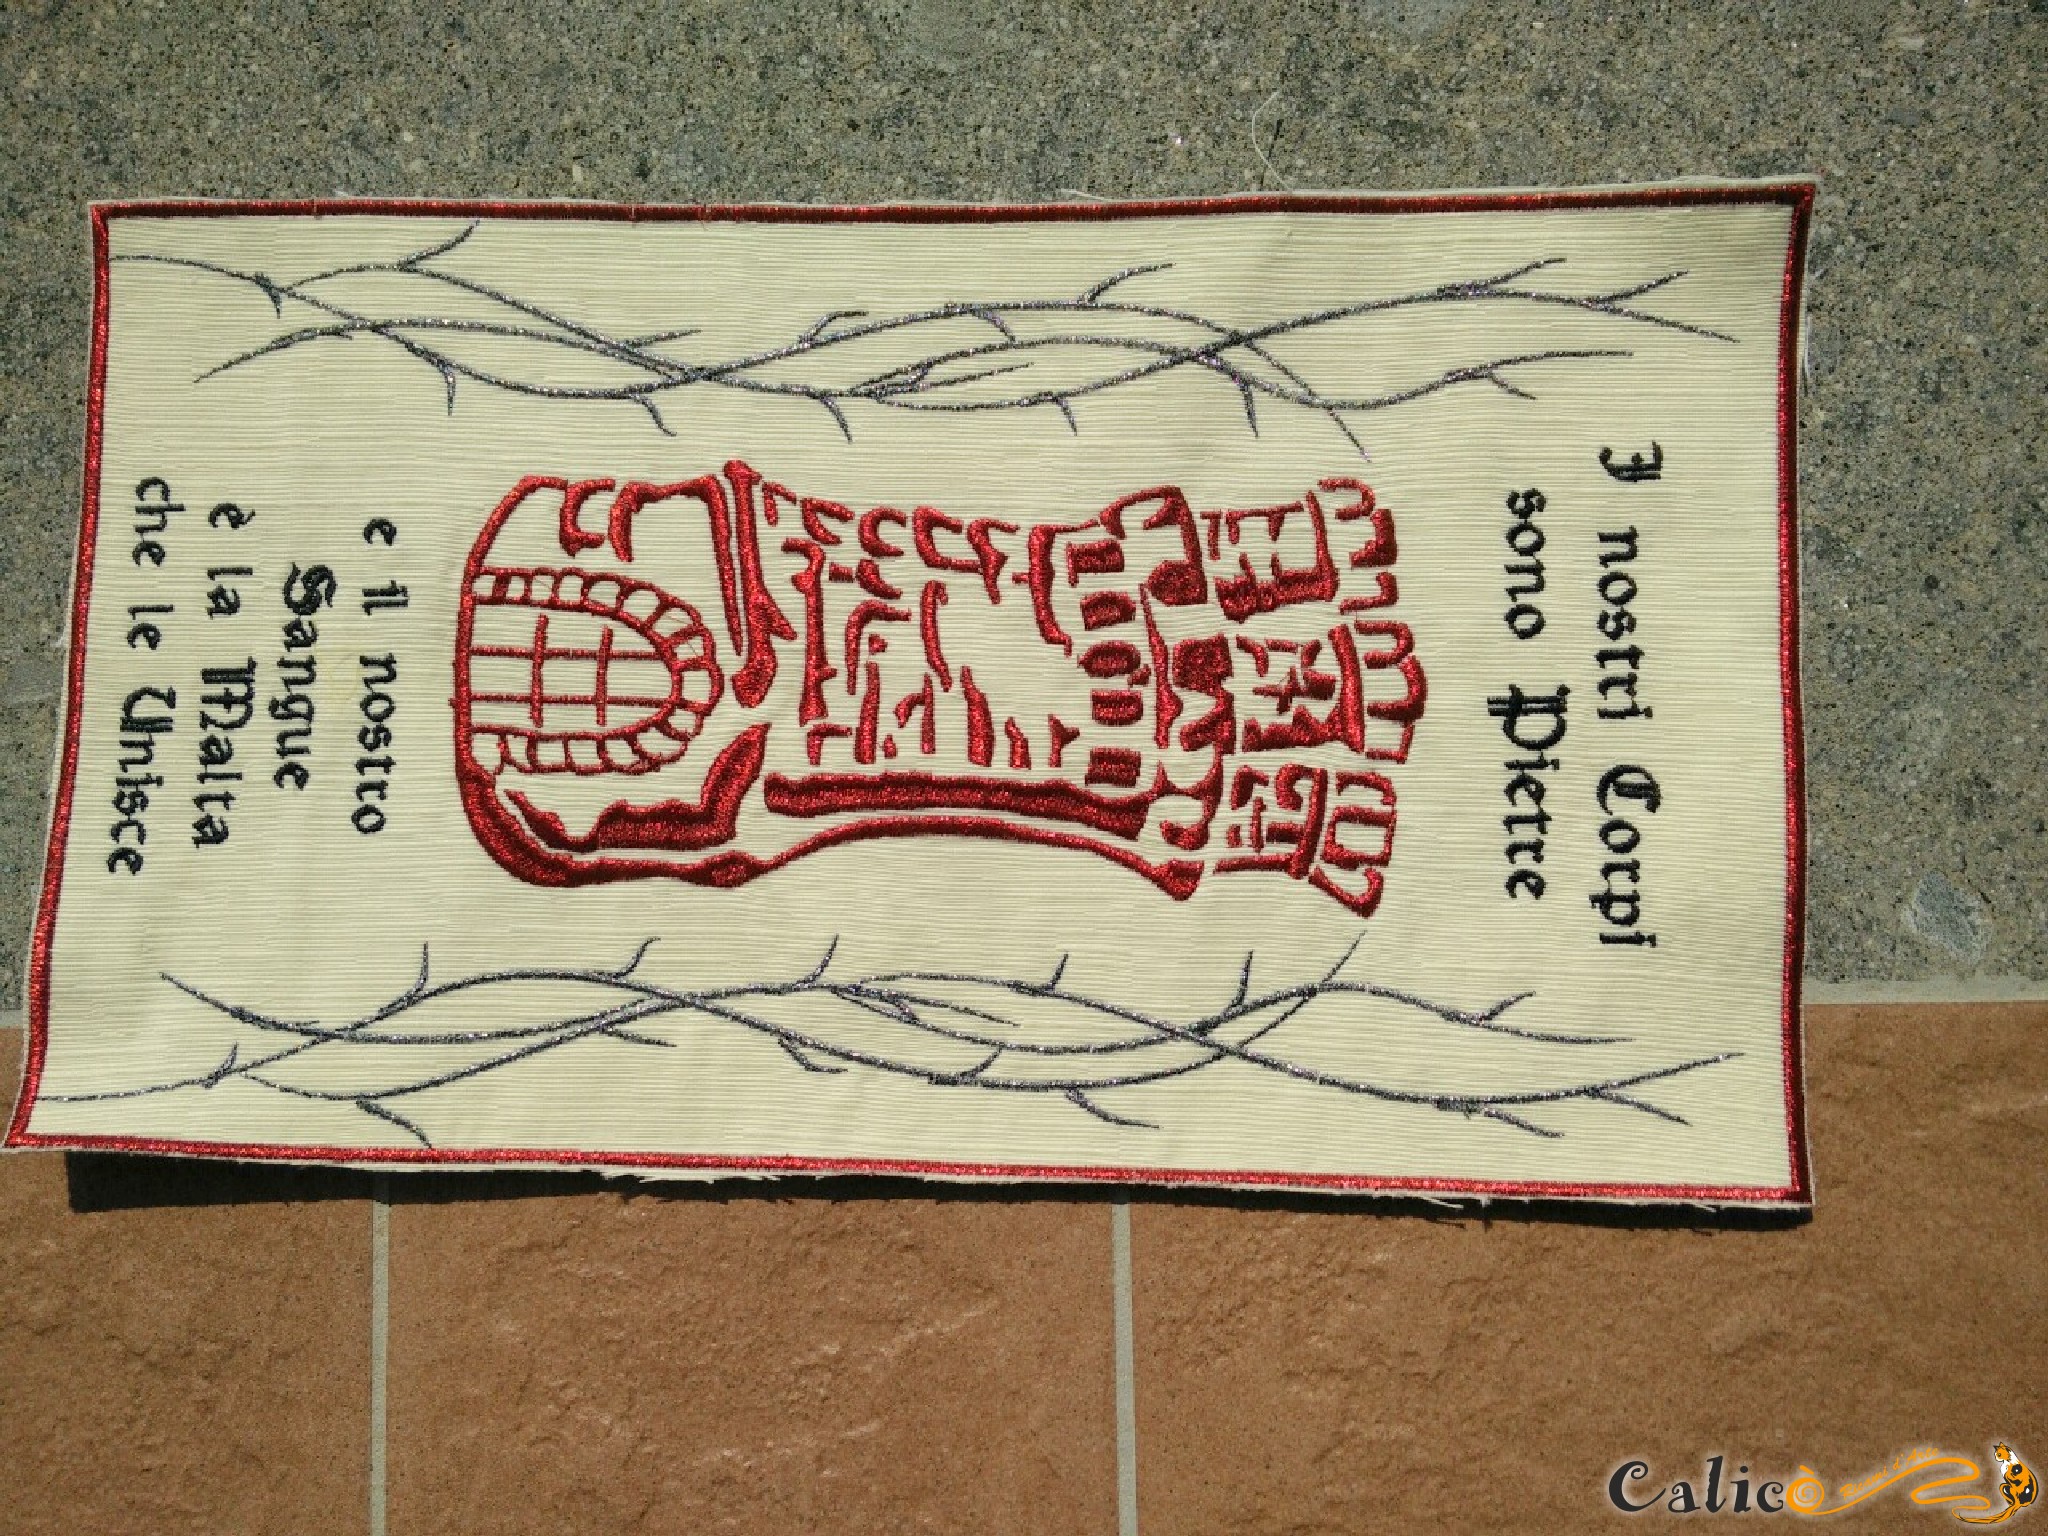 I nostri Corpi
sono Pietre
e il nostro
Sangue
è la Malta
che le Unisce
Calicò